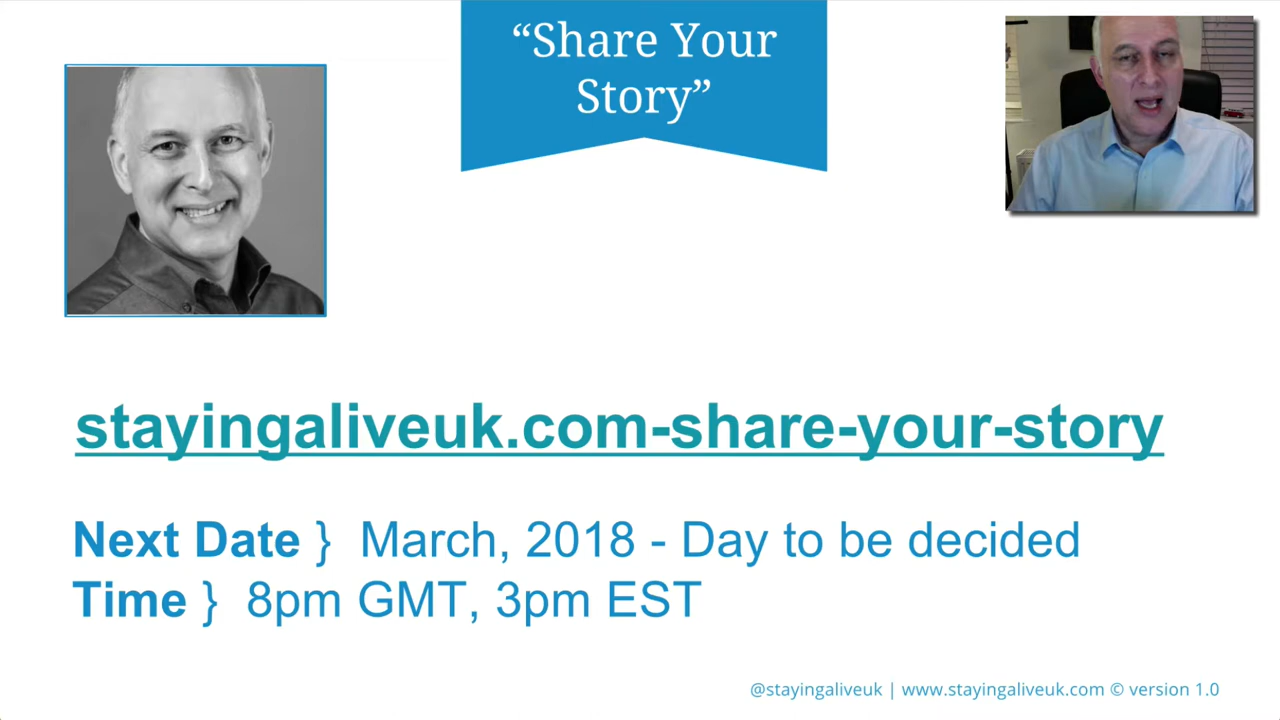 “Share Your
Story”
stayingaliveuk.com-share-your-story
Next Date } March, 2018 - Day to be decided
Time } 8pm GMT, 3pm EST
@stayingaliveuk | www.stayingaliveuk.com © version 1.0